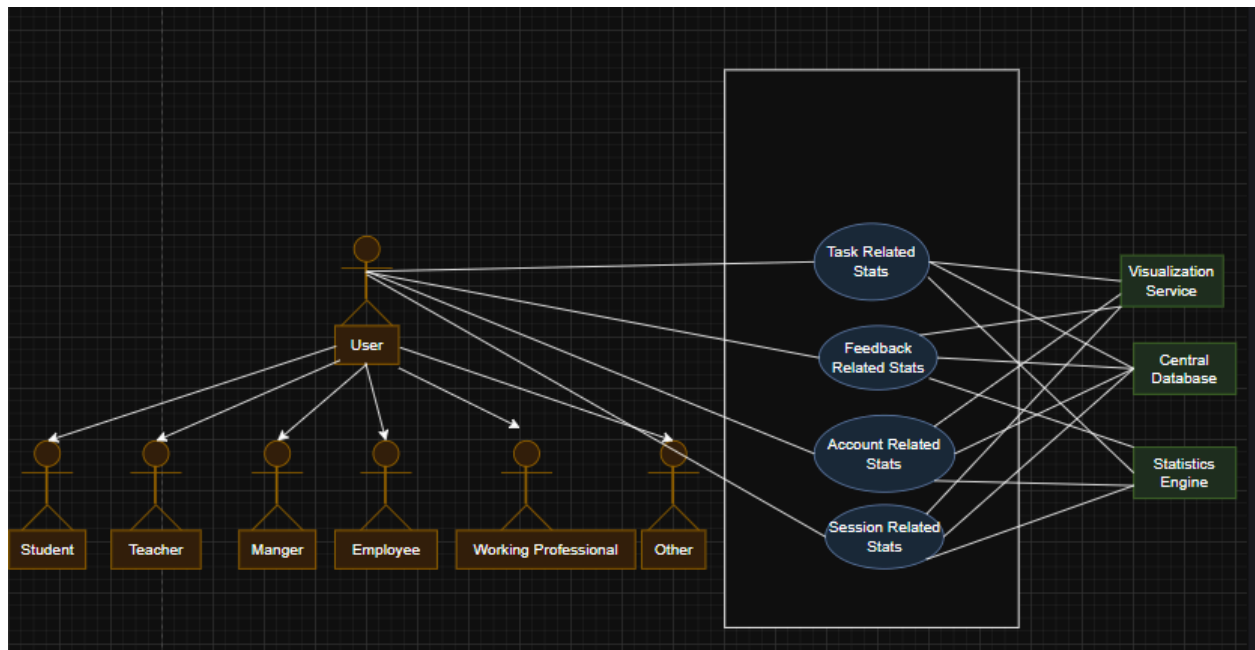 Task Related
Stats
Visualization
Service
User
Feedback
Related Stats
Central
Database
Account Related
Stats
Statistics
Engine
Session Related
Stats
Student
Teacher
Manger
Employee
Working Professional
Other